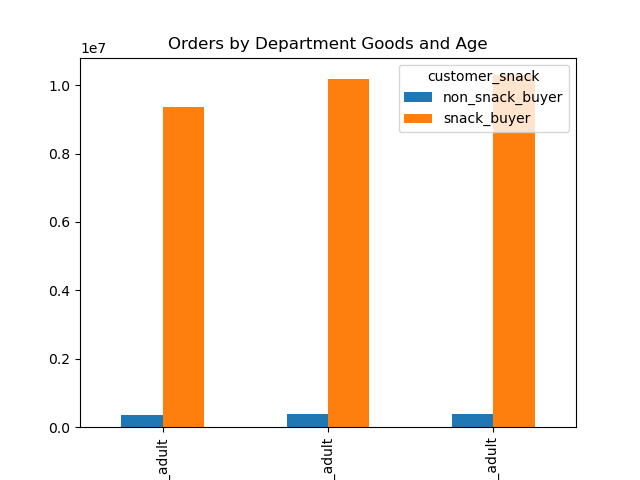 Orders by Department Goods and Age
1e7
customer_snack
non_snack_buyer
snack_buyer
1.0
0.8
0.6
0.4
0.2
0.0
_adult
_adult
_adult